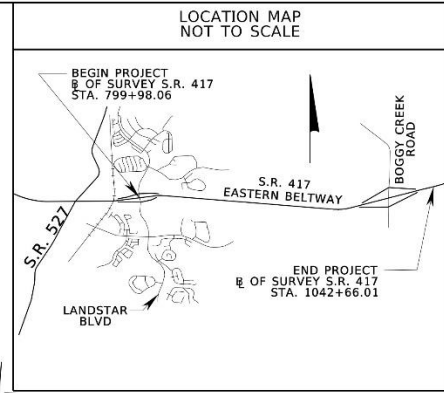 LOCATION MAP
NOT TO SCALE
BEGIN PROJECT
℄ OF SURVEY S.R. 417
STA. 799+98.06
BOGGY CREEK
ROAD
S.R. 417
EASTERN BELTWAY
S.R. 527
END PROJECT
℄ OF SURVEY S.R. 417
STA. 1042+66.01
LANDSTAR
BLVD